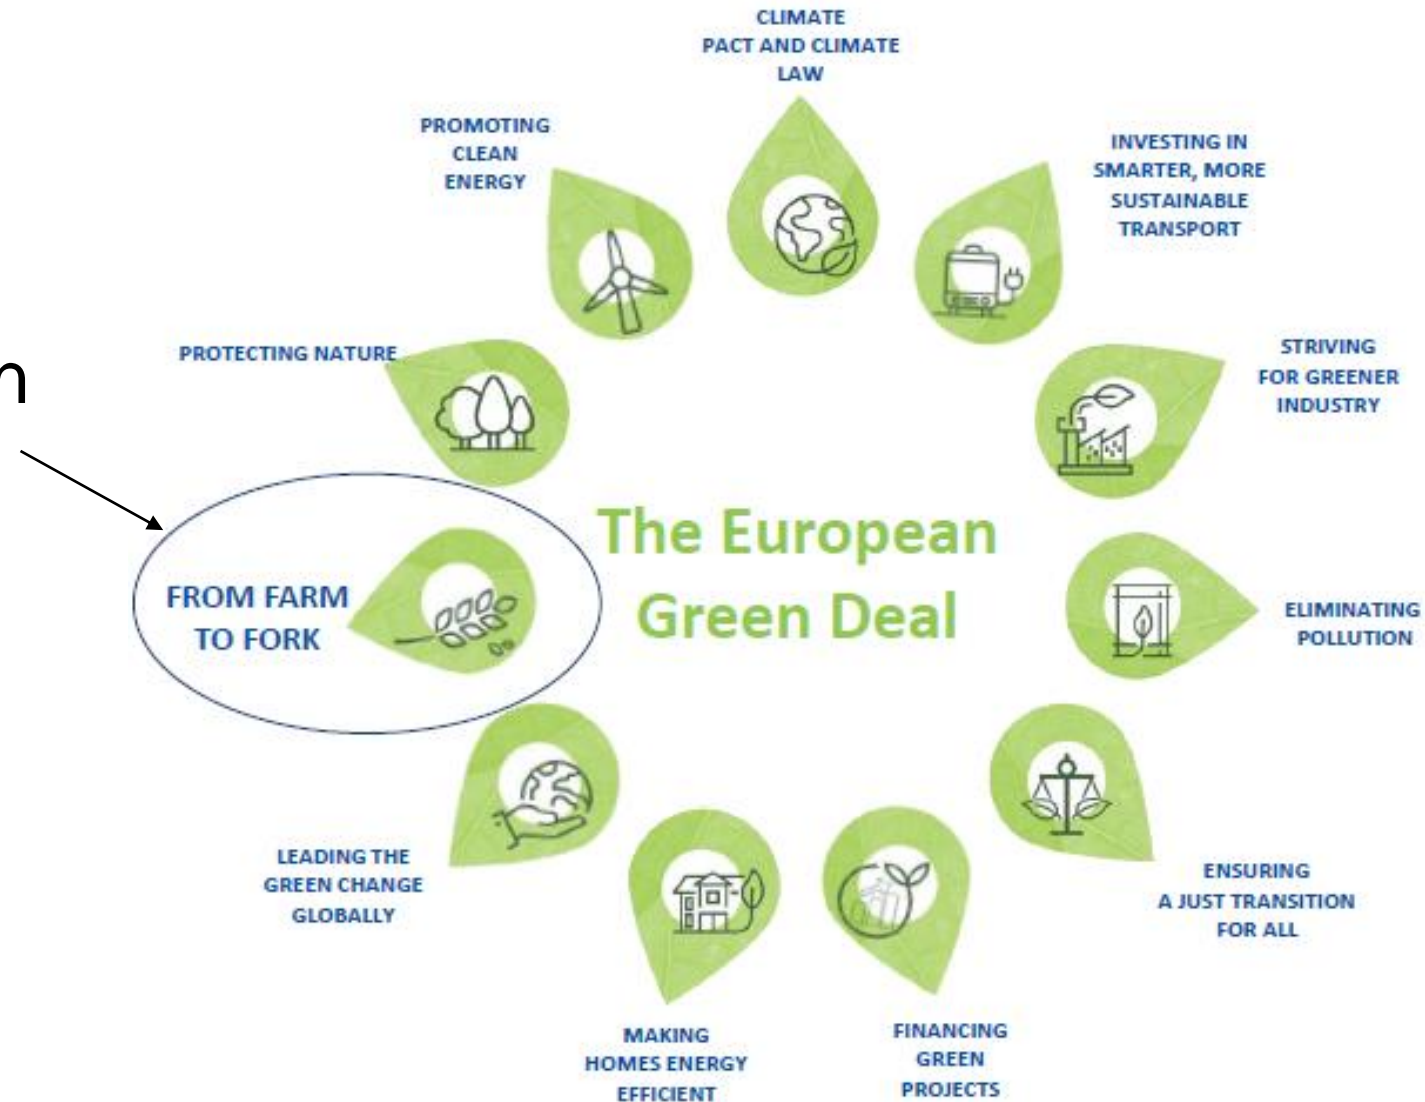 CLIMATE
PACT AND CLIMATE
LAW
PROMOTING
CLEAN
ENERGY
INVESTING IN
SMARTER, MORE
SUSTAINABLE
TRANSPORT
PROTECTING NATURE
STRIVING
FOR GREENER
INDUSTRY
The European
Green Deal
FROM FARM
TO FORK
ELIMINATING
POLLUTION
LEADING THE
GREEN CHANGE
GLOBALLY
ENSURING
A JUST TRANSITION
FOR ALL
MAKING
HOMES ENERGY
EFFICIENT
FINANCING
GREEN
PROJECTS